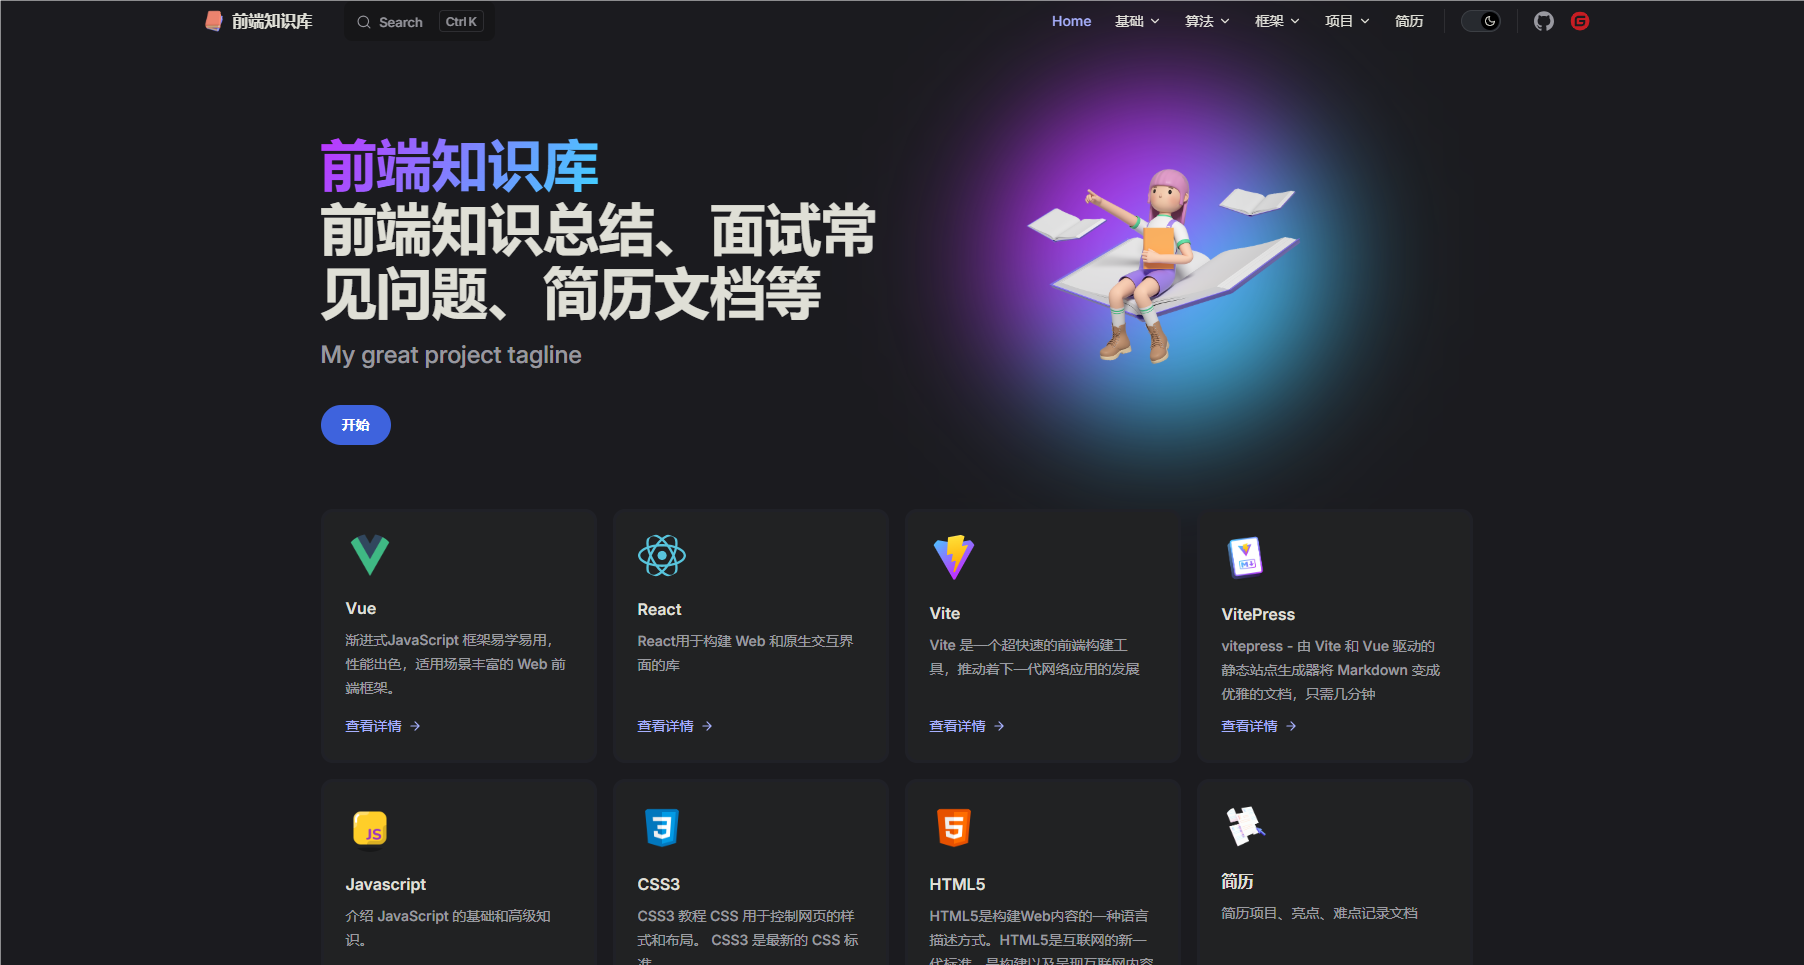 前端知识库
Search Ctrl K
Home 基础 算法 框架 项目 简历
前端知识库
前端知识总结、面试常
见问题、简历文档等
My great project tagline
开始
Vue
渐进式JavaScript 框架易学易用，
性能出色，适用场景丰富的 Web 前
端框架。
查看详情
React
React用于构建 Web 和原生交互界
面的库
查看详情
Vite
Vite 是一个超快速的前端构建工
具，推动着下一代网络应用的发展
查看详情
VitePress
vitepress - 由 Vite 和 Vue 驱动的
静态站点生成器将 Markdown 变成
优雅的文档，只需几分钟
查看详情
JS
Javascript
介绍 JavaScript 的基础和高级知
识。
CSS3
CSS3 教程 CSS 用于控制网页的样
式和布局。 CSS3 是最新的 CSS 标
准
HTML5
HTML5是构建Web内容的一种语言
描述方式。HTML5是互联网的新一
代标准，是构建以及呈现互联网内容
简历
简历项目、亮点、难点记录文档